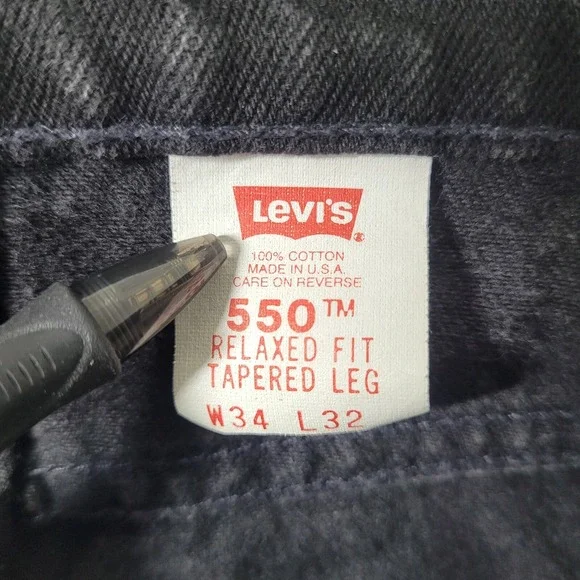 Levi's
100% COTTON
MADE IN U.S.A.
CARE ON REVERSE
550™
RELAXED FIT
TAPERED LEG
W34 L32